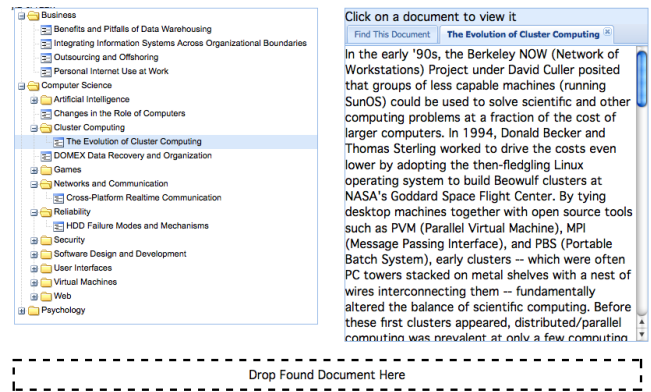 Business
Benefits and Pitfalls of Data Warehousing
Integrating Information Systems Across Organizational Boundaries
Outsourcing and Offshoring
Personal Internet Use at Work
Computer Science
Artificial Intelligence
Changes in the Role of Computers
Cluster Computing
The Evolution of Cluster Computing
DOMEX Data Recovery and Organization
Games
Networks and Communication
Cross-Platform Realtime Communication
Reliability
HDD Failure Modes and Mechanisms
Security
Software Design and Development
User Interfaces
Virtual Machines
Web
Psychology
Click on a document to view it
Find This Document The Evolution of Cluster Computing
In the early '90s, the Berkeley NOW (Network of
Workstations) Project under David Culler posited
that groups of less capable machines (running
SunOS) could be used to solve scientific and other
computing problems at a fraction of the cost of
larger computers. In 1994, Donald Becker and
Thomas Sterling worked to drive the costs even
lower by adopting the then-fledgling Linux
operating system to build Beowulf clusters at
NASA's Goddard Space Flight Center. By tying
desktop machines together with open source tools
such as PVM (Parallel Virtual Machine), MPI
(Message Passing Interface), and PBS (Portable
Batch System), early clusters -- which were often
PC towers stacked on metal shelves with a nest of
wires interconnecting them -- fundamentally
altered the balance of scientific computing. Before
these first clusters appeared, distributed/parallel
computing was prevalent at only a few computing
Drop Found Document Here